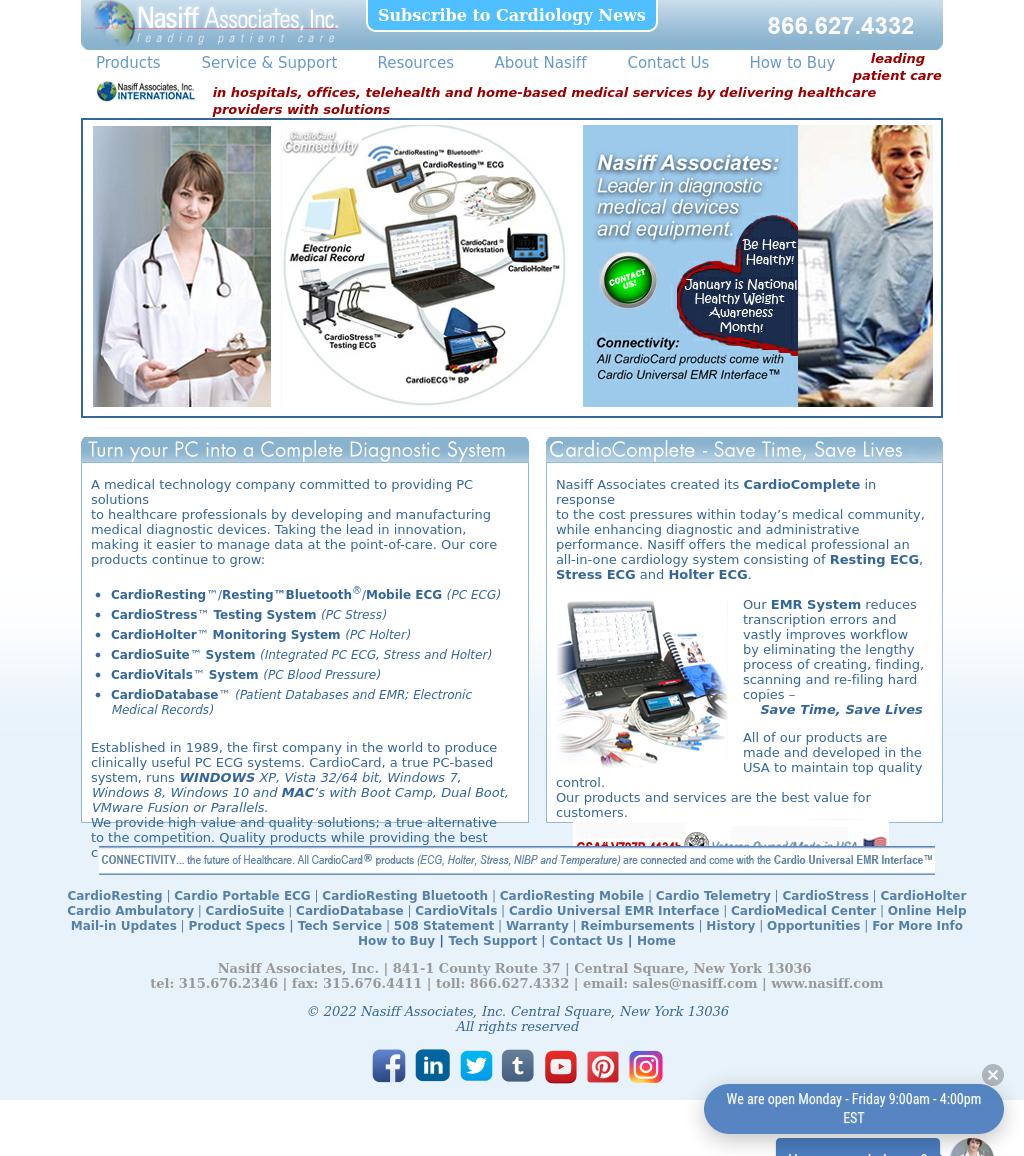 Nasiff Associates, Inc.
leading patient care
Subscribe to Cardiology News
866.627.4332
Products
Service & Support
Resources
About Nasiff
Contact Us
How to Buy
leading
patient care
Nasiff Associates, Inc.
INTERNATIONAL
in hospitals, offices, telehealth and home-based medical services by delivering healthcare
providers with solutions
CardioCard
Connectivity
CardioResting™ Bluetooth®
CardioResting™ ECG
Electronic
Medical Record
CardioCard®
Workstation
CardioHolter™
CardioStress™
Testing ECG
CardioECG™ BP
Nasiff Associates:
Leader in diagnostic
medical devices
and equipment.
CONTACT
US!
Be Heart
Healthy!
January is National
Healthy Weight
Awareness
Month!
Connectivity:
All CardioCard products come with
Cardio Universal EMR Interface™
Turn your PC into a Complete Diagnostic System
A medical technology company committed to providing PC
solutions
to healthcare professionals by developing and manufacturing
medical diagnostic devices. Taking the lead in innovation,
making it easier to manage data at the point-of-care. Our core
products continue to grow:
• CardioResting™/Resting™Bluetooth®/Mobile ECG (PC ECG)
• CardioStress™ Testing System (PC Stress)
• CardioHolter™ Monitoring System (PC Holter)
• CardioSuite™ System (Integrated PC ECG, Stress and Holter)
• CardioVitals™ System (PC Blood Pressure)
• CardioDatabase™ (Patient Databases and EMR; Electronic
Medical Records)
Established in 1989, the first company in the world to produce
clinically useful PC ECG systems. CardioCard, a true PC-based
system, runs WINDOWS XP, Vista 32/64 bit, Windows 7,
Windows 8, Windows 10 and MAC's with Boot Camp, Dual Boot,
VMware Fusion or Parallels.
We provide high value and quality solutions; a true alternative
to the competition. Quality products while providing the best
CardioComplete - Save Time, Save Lives
Nasiff Associates created its CardioComplete in
response
to the cost pressures within today's medical community,
while enhancing diagnostic and administrative
performance. Nasiff offers the medical professional an
all-in-one cardiology system consisting of Resting ECG,
Stress ECG and Holter ECG.
Our EMR System reduces
transcription errors and
vastly improves workflow
by eliminating the lengthy
process of creating, finding,
scanning and re-filing hard
copies –
Save Time, Save Lives
All of our products are
made and developed in the
USA to maintain top quality
control.
Our products and services are the best value for
customers.
GSA# V797D-4434b
Veteran Owned/Made in USA
CONNECTIVITY... the future of Healthcare. All CardioCard® products (ECG, Holter, Stress, NIBP and Temperature) are connected and come with the Cardio Universal EMR Interface™
CardioResting | Cardio Portable ECG | CardioResting Bluetooth | CardioResting Mobile | Cardio Telemetry | CardioStress | CardioHolter
Cardio Ambulatory | CardioSuite | CardioDatabase | CardioVitals | Cardio Universal EMR Interface | CardioMedical Center | Online Help
Mail-in Updates | Product Specs | Tech Service | 508 Statement | Warranty | Reimbursements | History | Opportunities | For More Info
How to Buy | Tech Support | Contact Us | Home
Nasiff Associates, Inc. | 841-1 County Route 37 | Central Square, New York 13036
tel: 315.676.2346 | fax: 315.676.4411 | toll: 866.627.4332 | email: sales@nasiff.com | www.nasiff.com
© 2022 Nasiff Associates, Inc. Central Square, New York 13036
All rights reserved
We are open Monday - Friday 9:00am - 4:00pm
EST